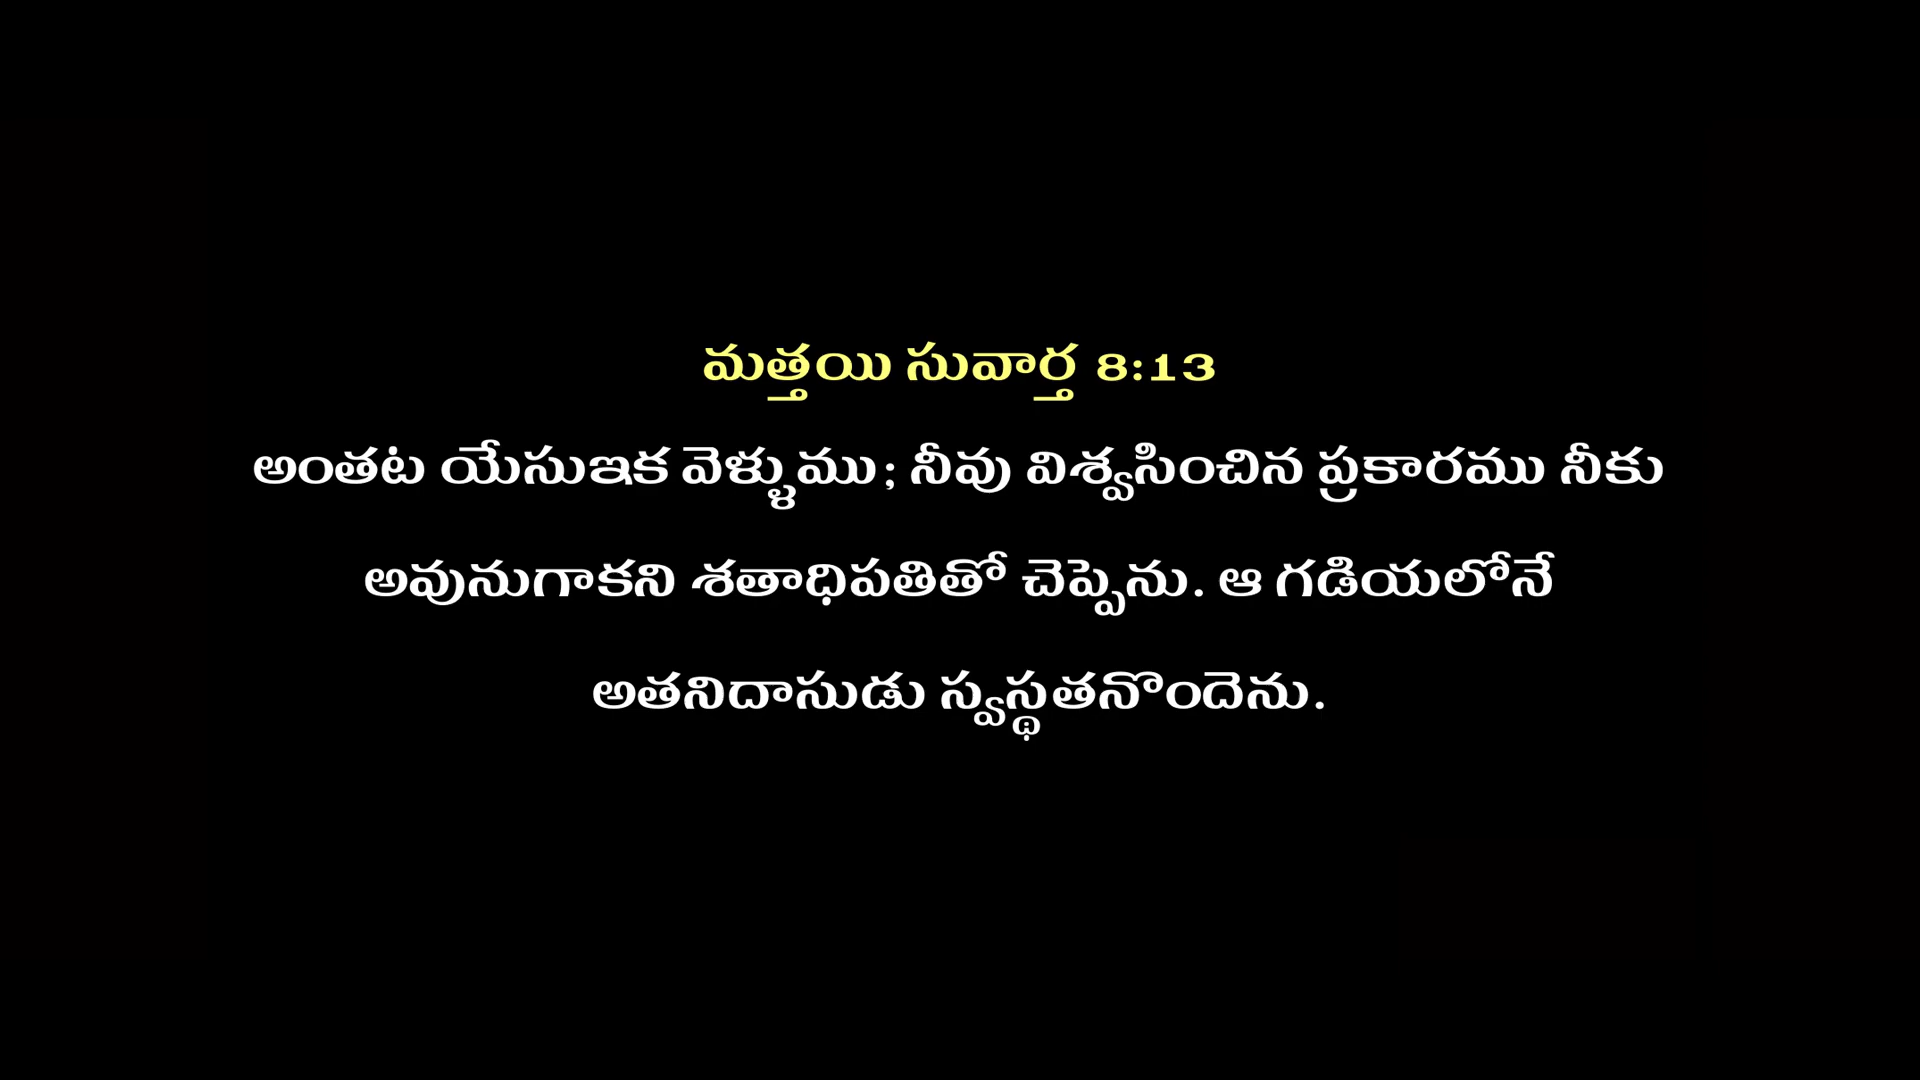 మత్తయి సువార్త 8:13
అంతట యేసుఇక వెళ్ళుము; నీవు విశ్వసించిన ప్రకారము నీకు
అవునుగాకని శతాధిపతితో చెప్పెను. ఆ గడియలోనే
అతనిదాసుడు స్వస్థతనొందెను.